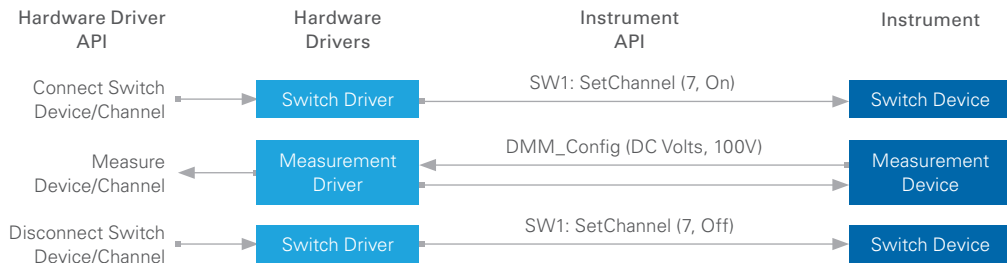 Hardware Driver
API
Hardware
Drivers
Instrument
API
Instrument
Connect Switch
Device/Channel
Switch Driver
SW1: SetChannel (7, On)
Switch Device
Measure
Device/Channel
Measurement
Driver
DMM_Config (DC Volts, 100V)
Measurement
Device
Disconnect Switch
Device/Channel
Switch Driver
SW1: SetChannel (7, Off)
Switch Device